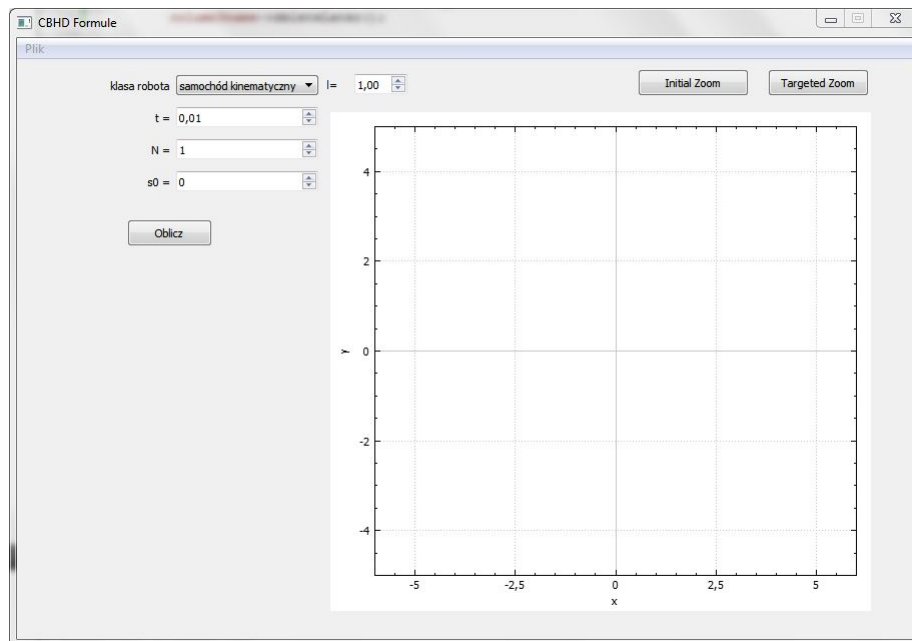 CBHD Formule
Plik
klasa robota samochód kinematyczny l= 1,00 Initial Zoom Targeted Zoom
t = 0,01
N = 1
s0 = 0
Oblicz
4
2
y 0
-2
-4
-5 -2,5 0 2,5 5
x